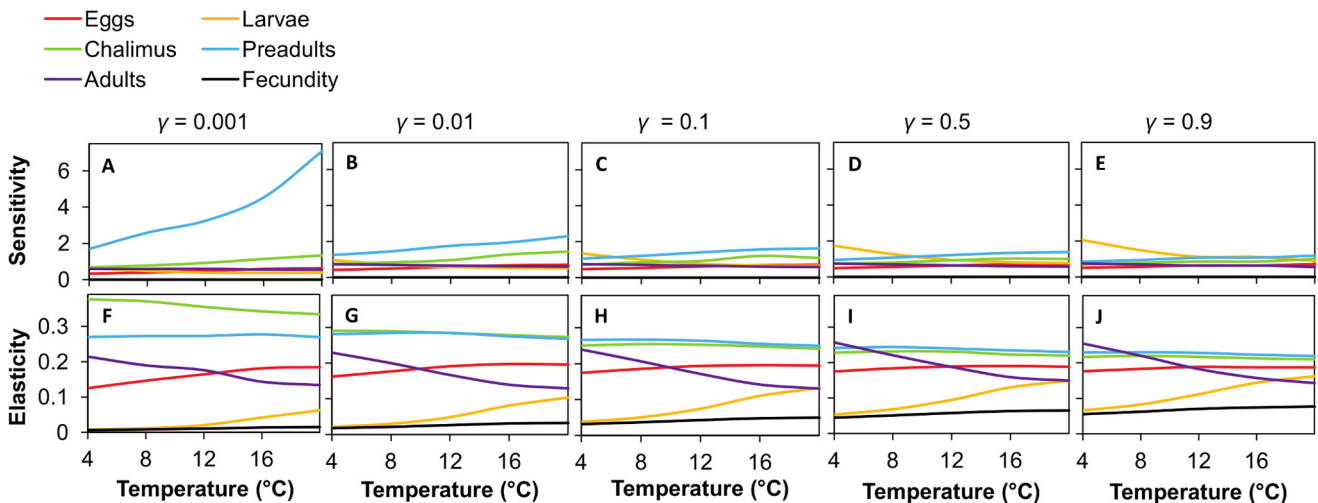 Eggs Larvae
Chalimus Preadults
Adults Fecundity
γ = 0.001 γ = 0.01 γ = 0.1 γ = 0.5 γ = 0.9
Sensitivity
6
4
2
0
A B C D E
Elasticity
0.3
0.2
0.1
0
F G H I J
4 8 12 16 4 8 12 16 4 8 12 16 4 8 12 16 4 8 12 16
Temperature (°C) Temperature (°C) Temperature (°C) Temperature (°C) Temperature (°C)